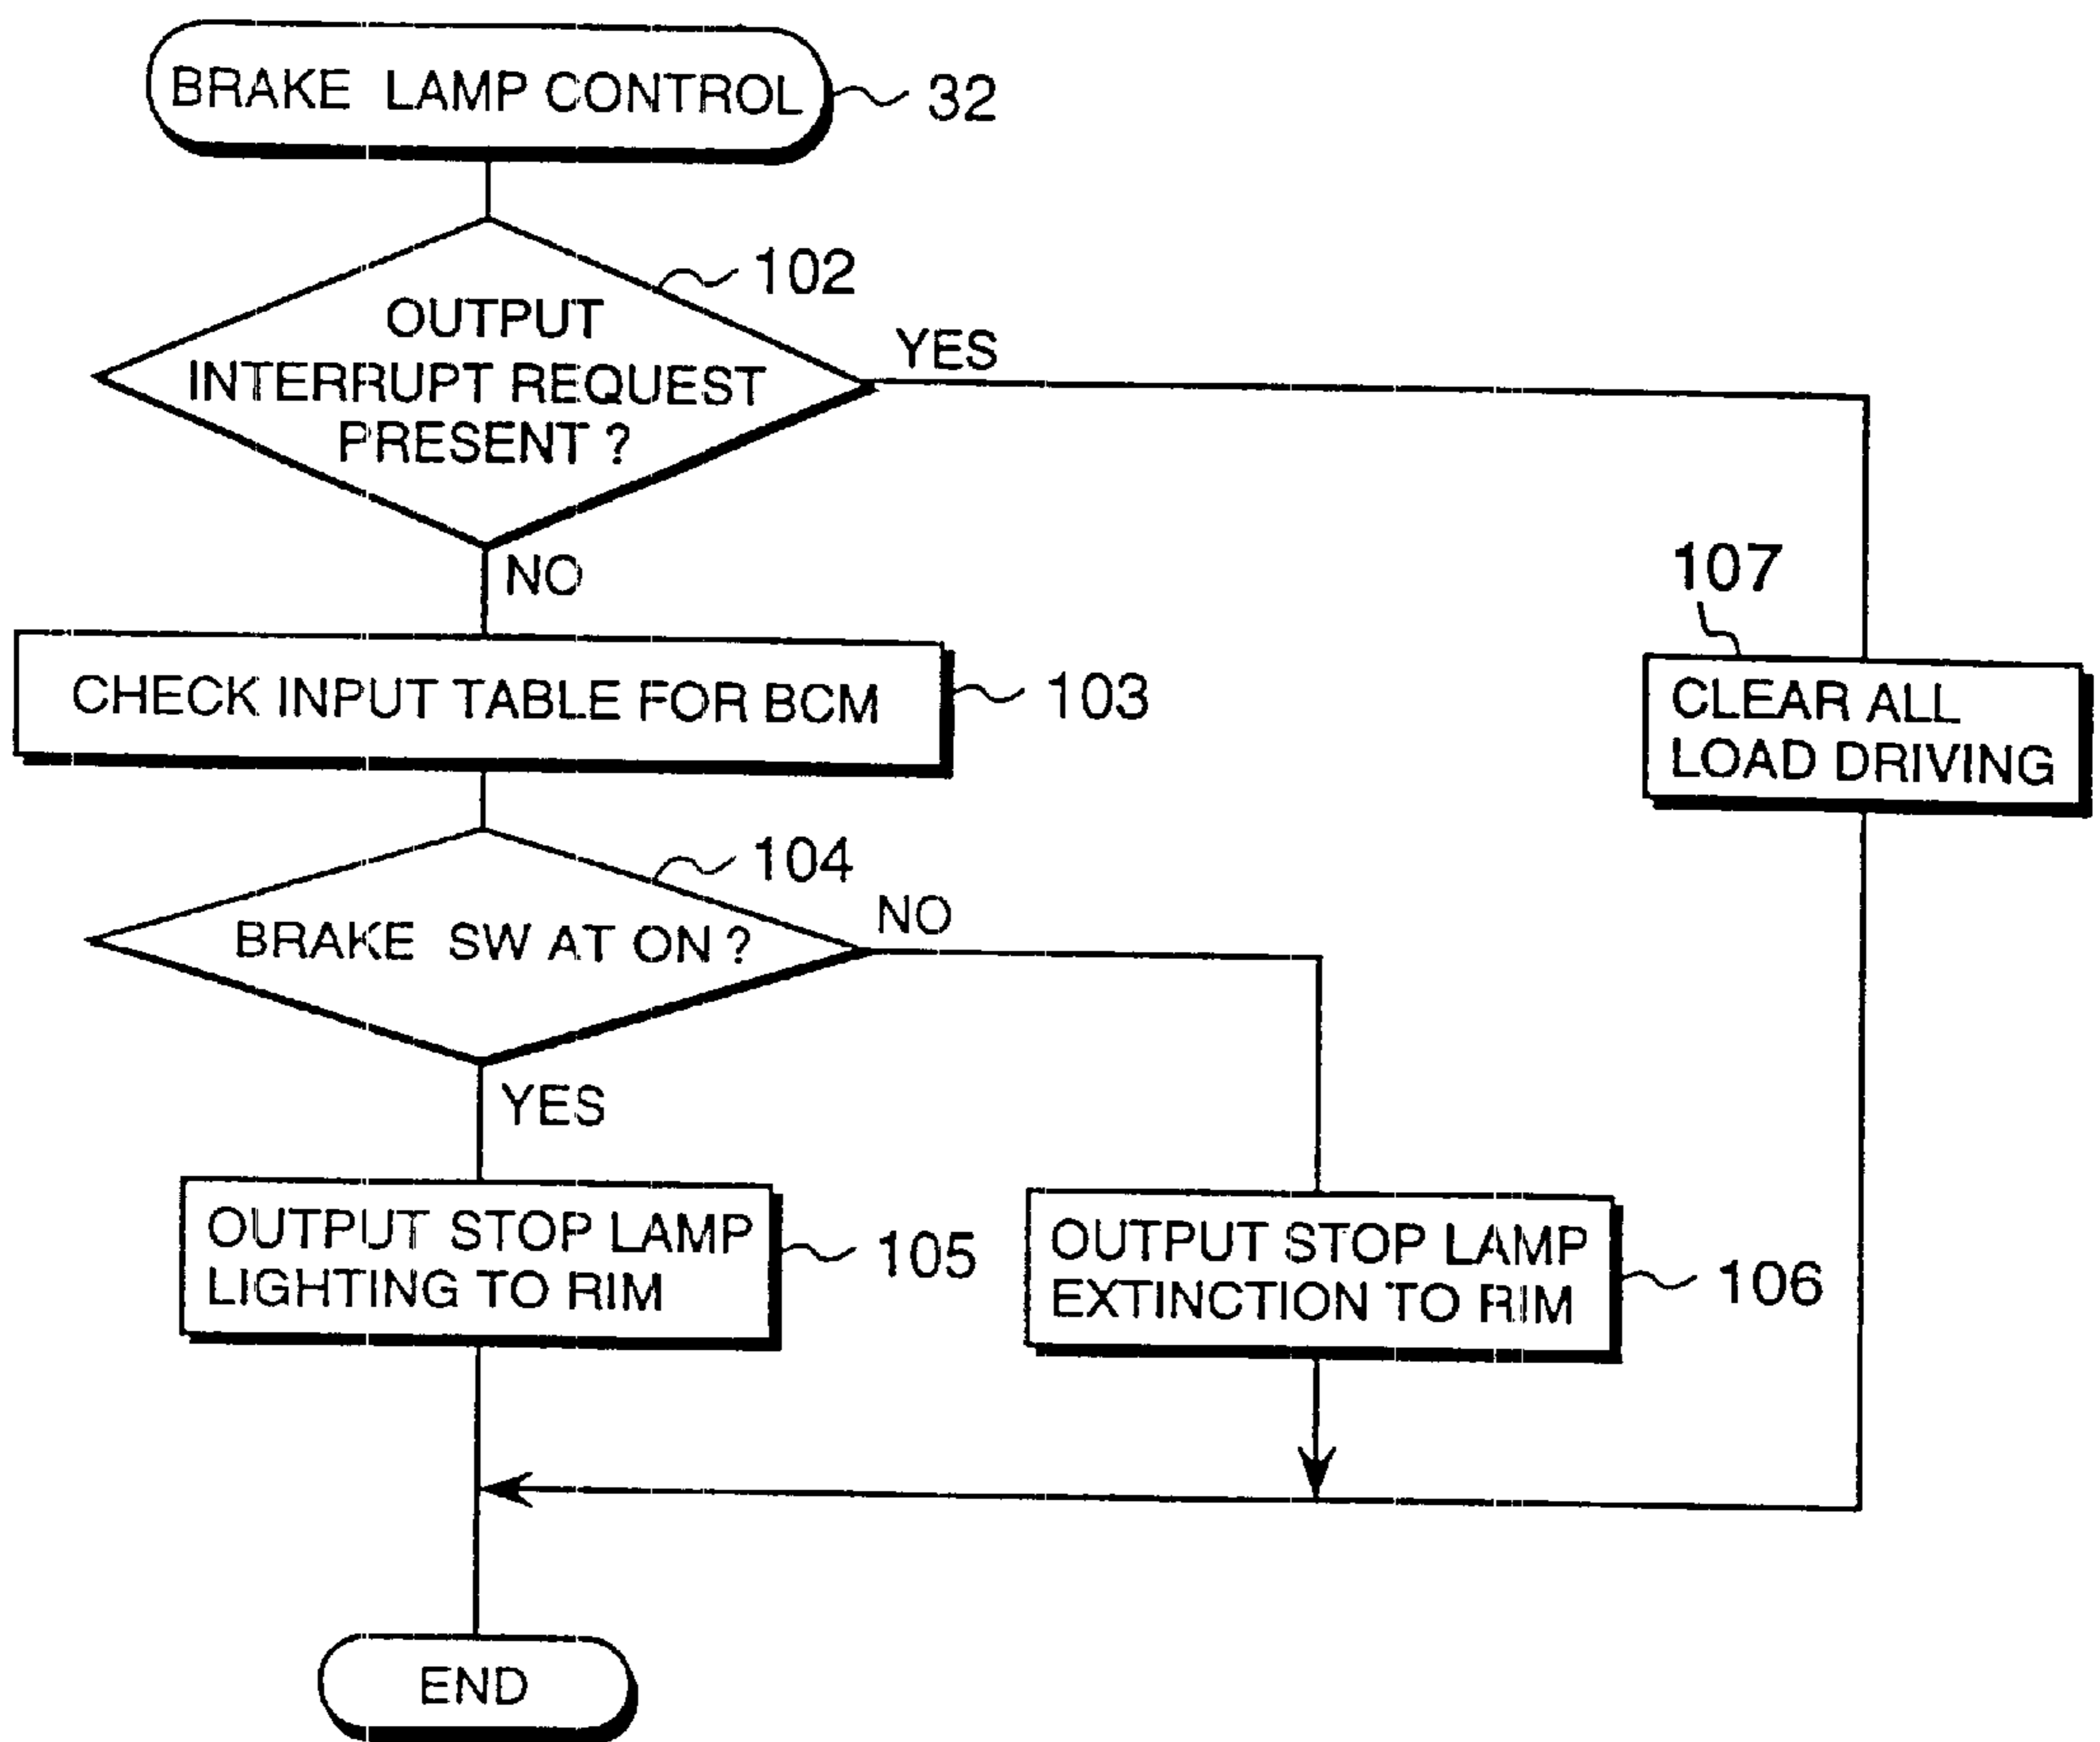 BRAKE LAMP CONTROL
32
102
OUTPUT
INTERRUPT REQUEST
PRESENT ?
YES
NO
107
CHECK INPUT TABLE FOR BCM
103
CLEAR ALL
LOAD DRIVING
104
BRAKE SW AT ON ?
NO
YES
OUTPUT STOP LAMP
LIGHTING TO RIM
105
OUTPUT STOP LAMP
EXTINCTION TO RIM
106
END